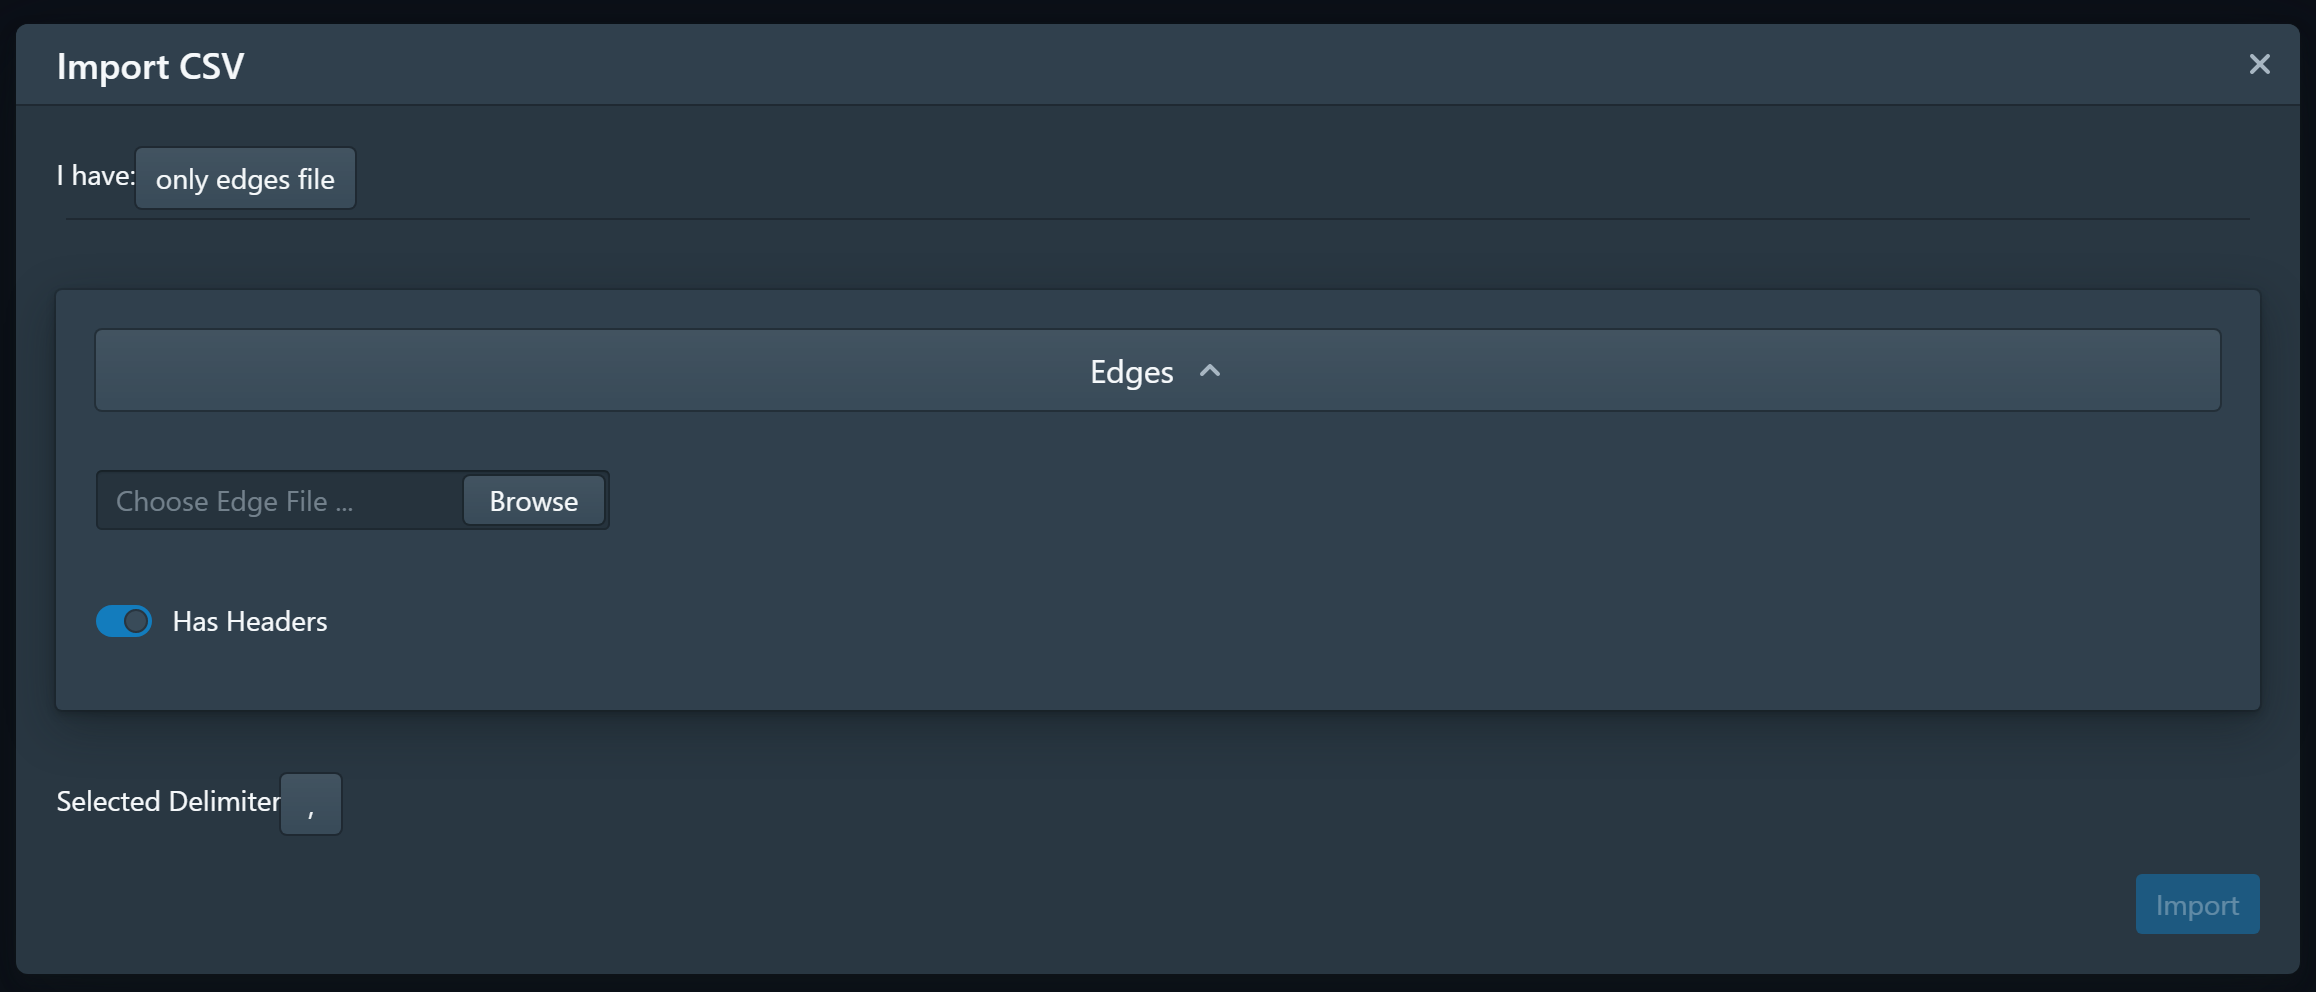 Import CSV
I have: only edges file
Edges
Choose Edge File ... Browse
Has Headers
Selected Delimiter ,
Import